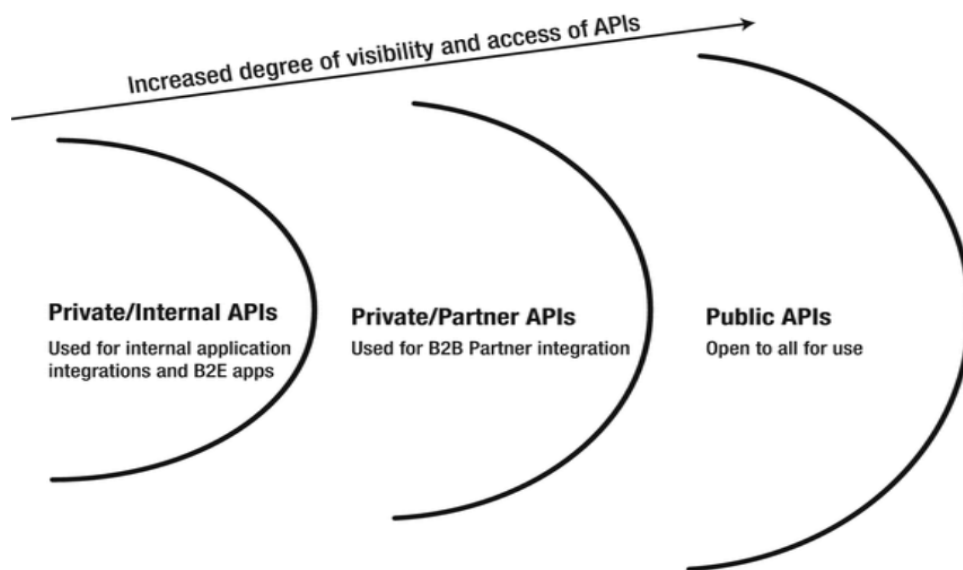 Increased degree of visibility and access of APIs
Private/Internal APIs
Used for internal application
integrations and B2E apps
Private/Partner APIs
Used for B2B Partner integration
Public APIs
Open to all for use